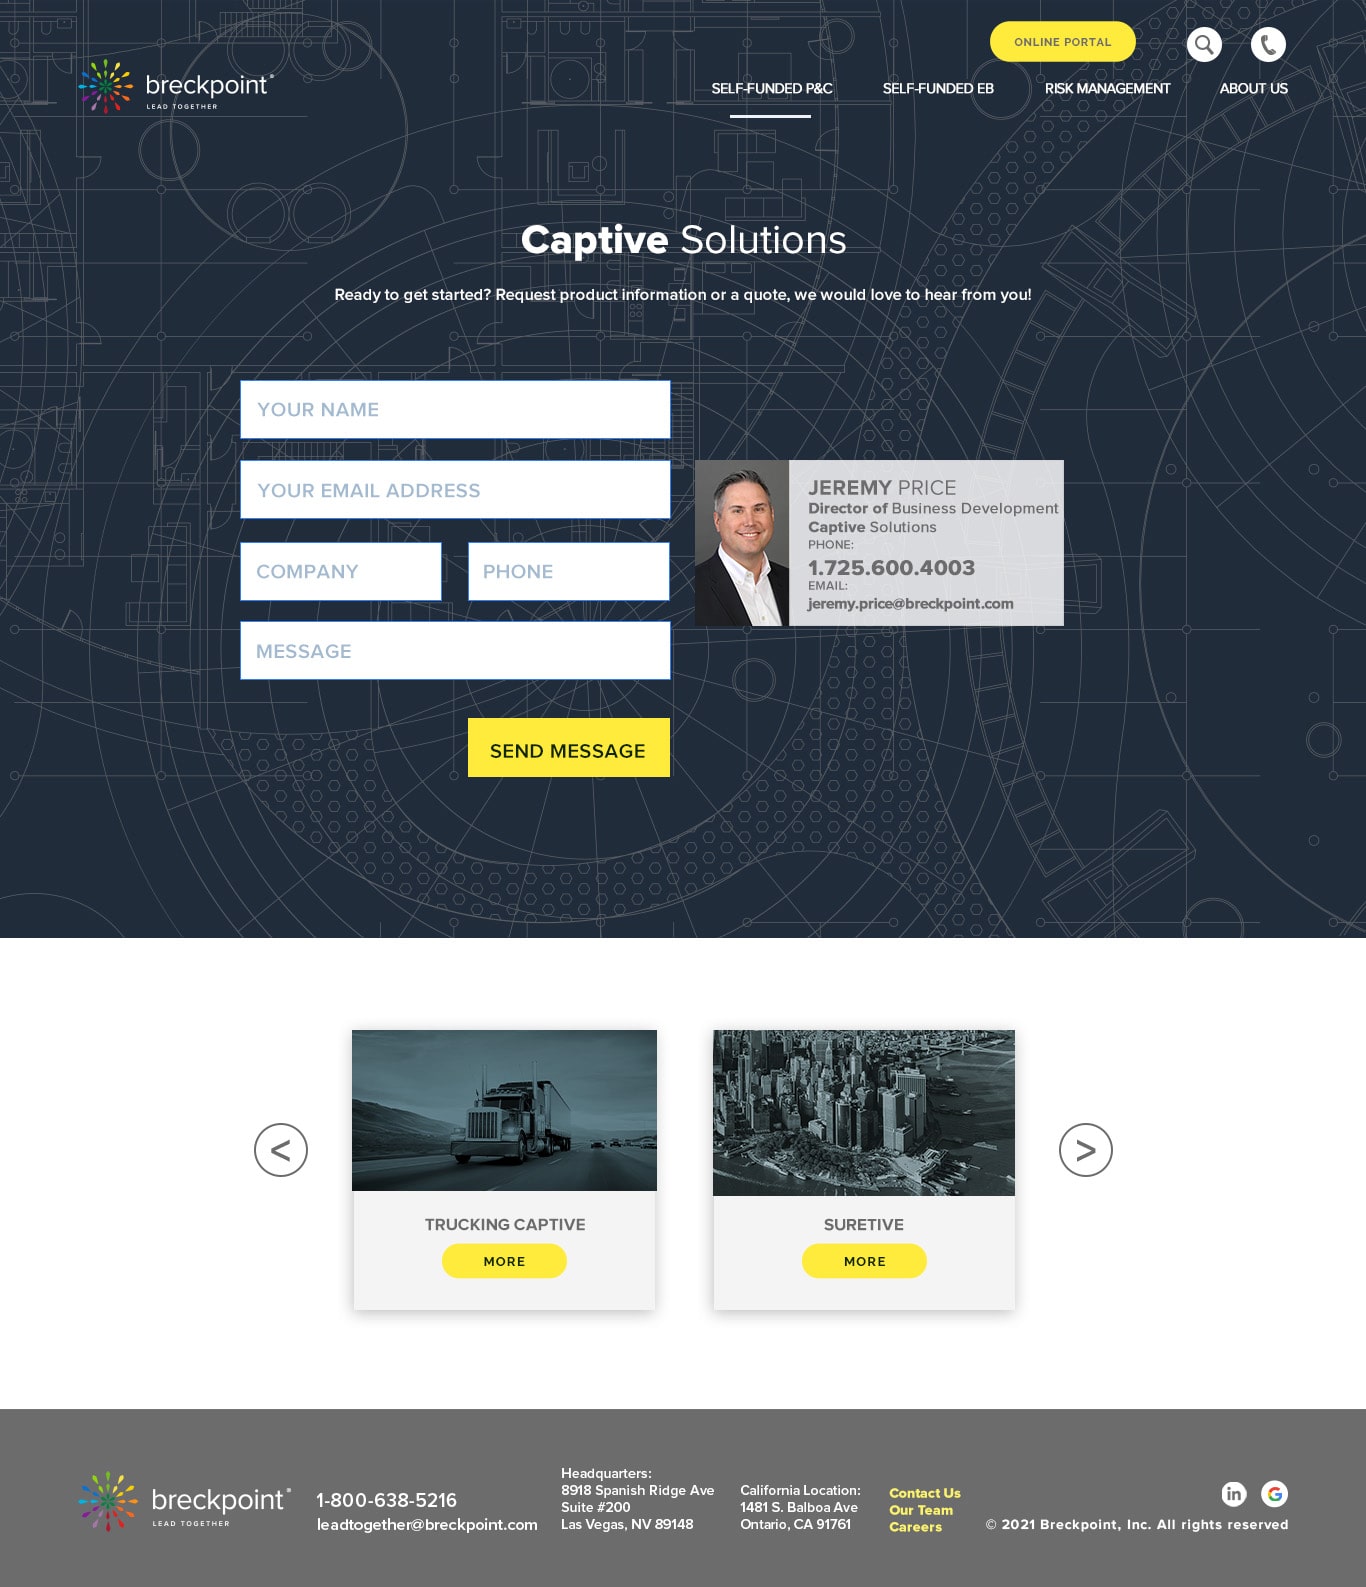 ONLINE PORTAL
breckpoint
LEAD TOGETHER
SELF-FUNDED P&C
SELF-FUNDED EB
RISK MANAGEMENT
ABOUT US
Captive Solutions
Ready to get started? Request product information or a quote, we would love to hear from you!
YOUR NAME
YOUR EMAIL ADDRESS
COMPANY
PHONE
MESSAGE
SEND MESSAGE
JEREMY PRICE
Director of Business Development
Captive Solutions
PHONE:
1.725.600.4003
EMAIL:
jeremy.price@breckpoint.com
<
>
TRUCKING CAPTIVE
MORE
SURETIVE
MORE
breckpoint
LEAD TOGETHER
1-800-638-5216
leadtogether@breckpoint.com
Headquarters:
8918 Spanish Ridge Ave
Suite #200
Las Vegas, NV 89148
California Location:
1481 S. Balboa Ave
Ontario, CA 91761
Contact Us
Our Team
Careers
in
G
© 2021 Breckpoint, Inc. All rights reserved